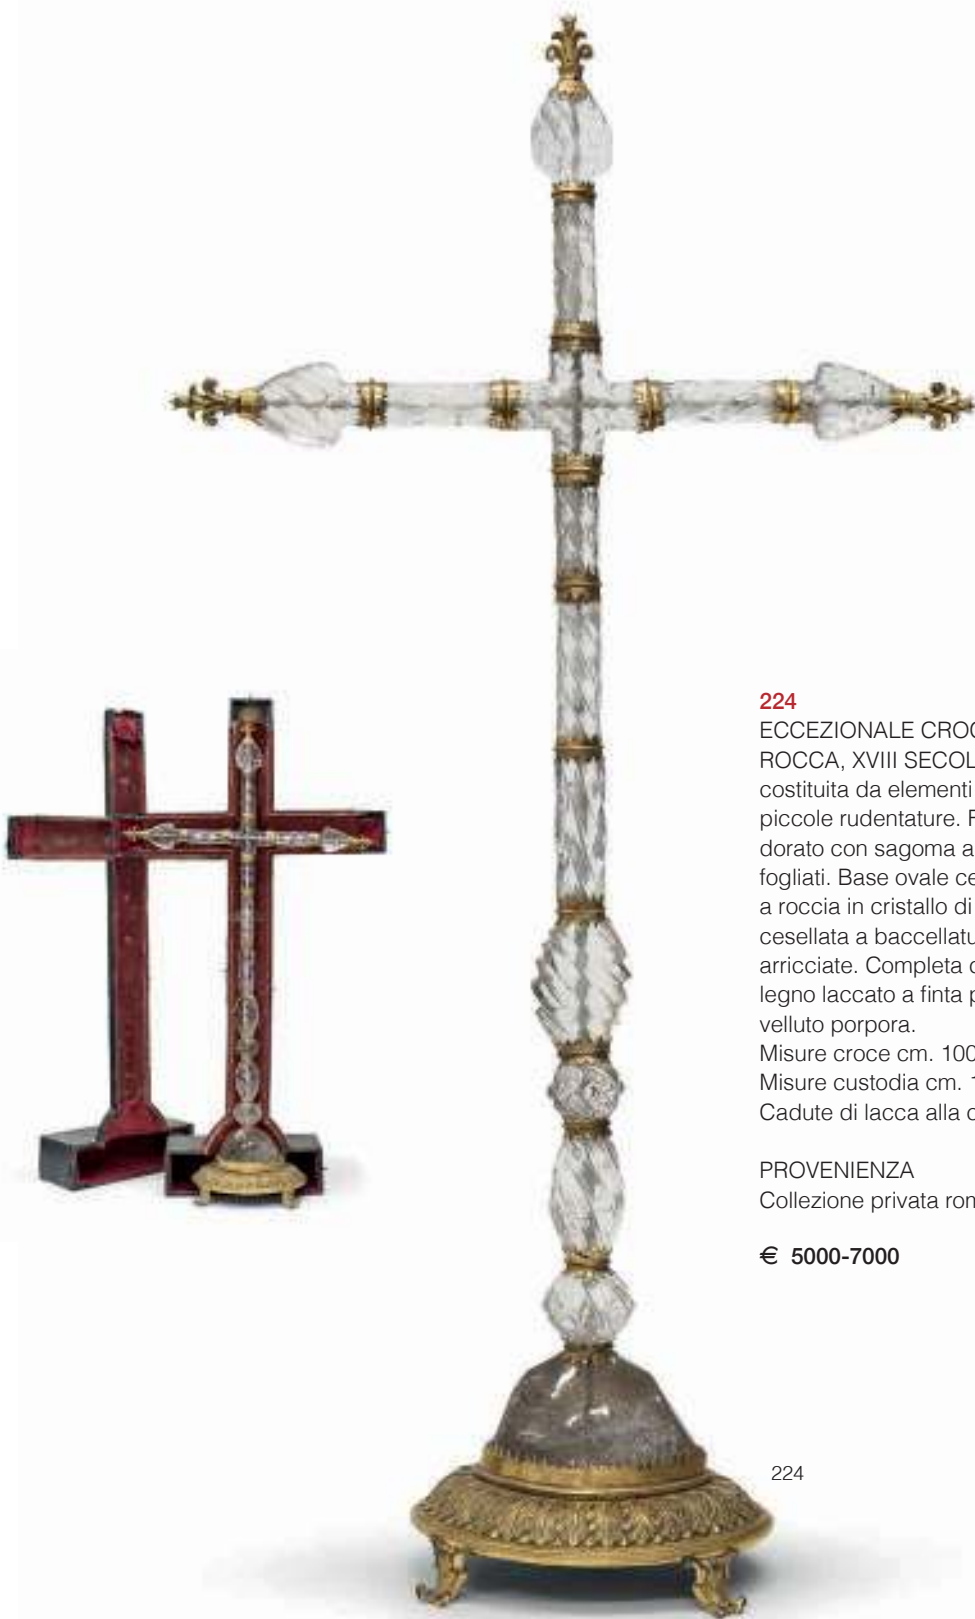 224
ECCEZIONALE CROC
ROCCA, XVIII SECOL
costituita da elementi
piccole rudentature. F
dorato con sagoma a
fogliati. Base ovale ce
a roccia in cristallo di
cesellata a baccellatu
arricciate. Completa d
legno laccato a finta p
velluto porpora.
Misure croce cm. 100
Misure custodia cm. 1
Cadute di lacca alla c
PROVENIENZA
Collezione privata rom
€ 5000-7000
224